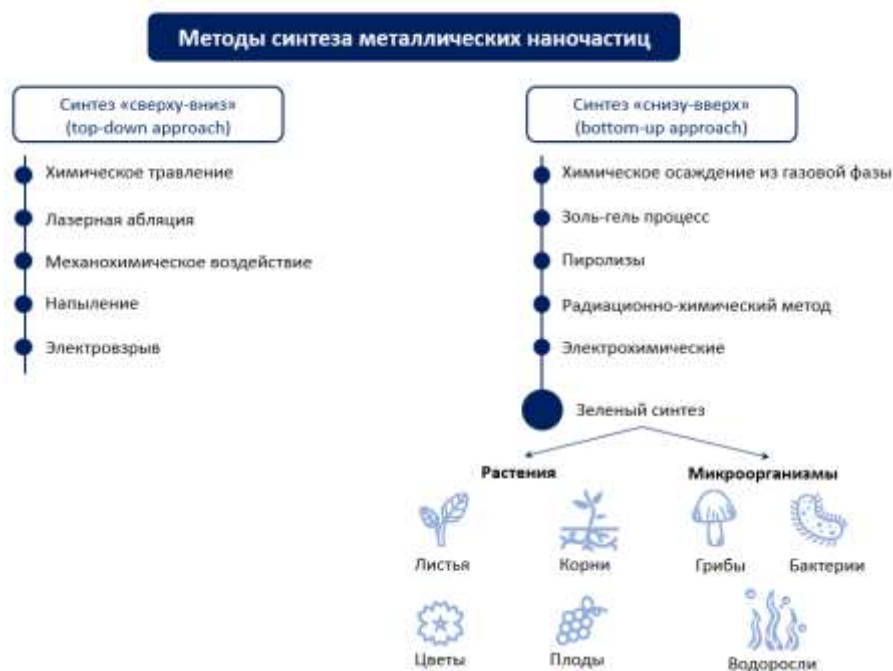 Методы синтеза металлических наночастиц
Синтез «сверху-вниз»
(top-down approach)
Химическое травление
Лазерная абляция
Механохимическое воздействие
Напыление
Электровзрыв
Синтез «снизу-вверх»
(bottom-up approach)
Химическое осаждение из газовой фазы
Золь-гель процесс
Пиролизы
Радиационно-химический метод
Электрохимические
Зеленый синтез
Растения
Микроорганизмы
Листья
Корни
Грибы
Бактерии
Цветы
Плоды
Водоросли